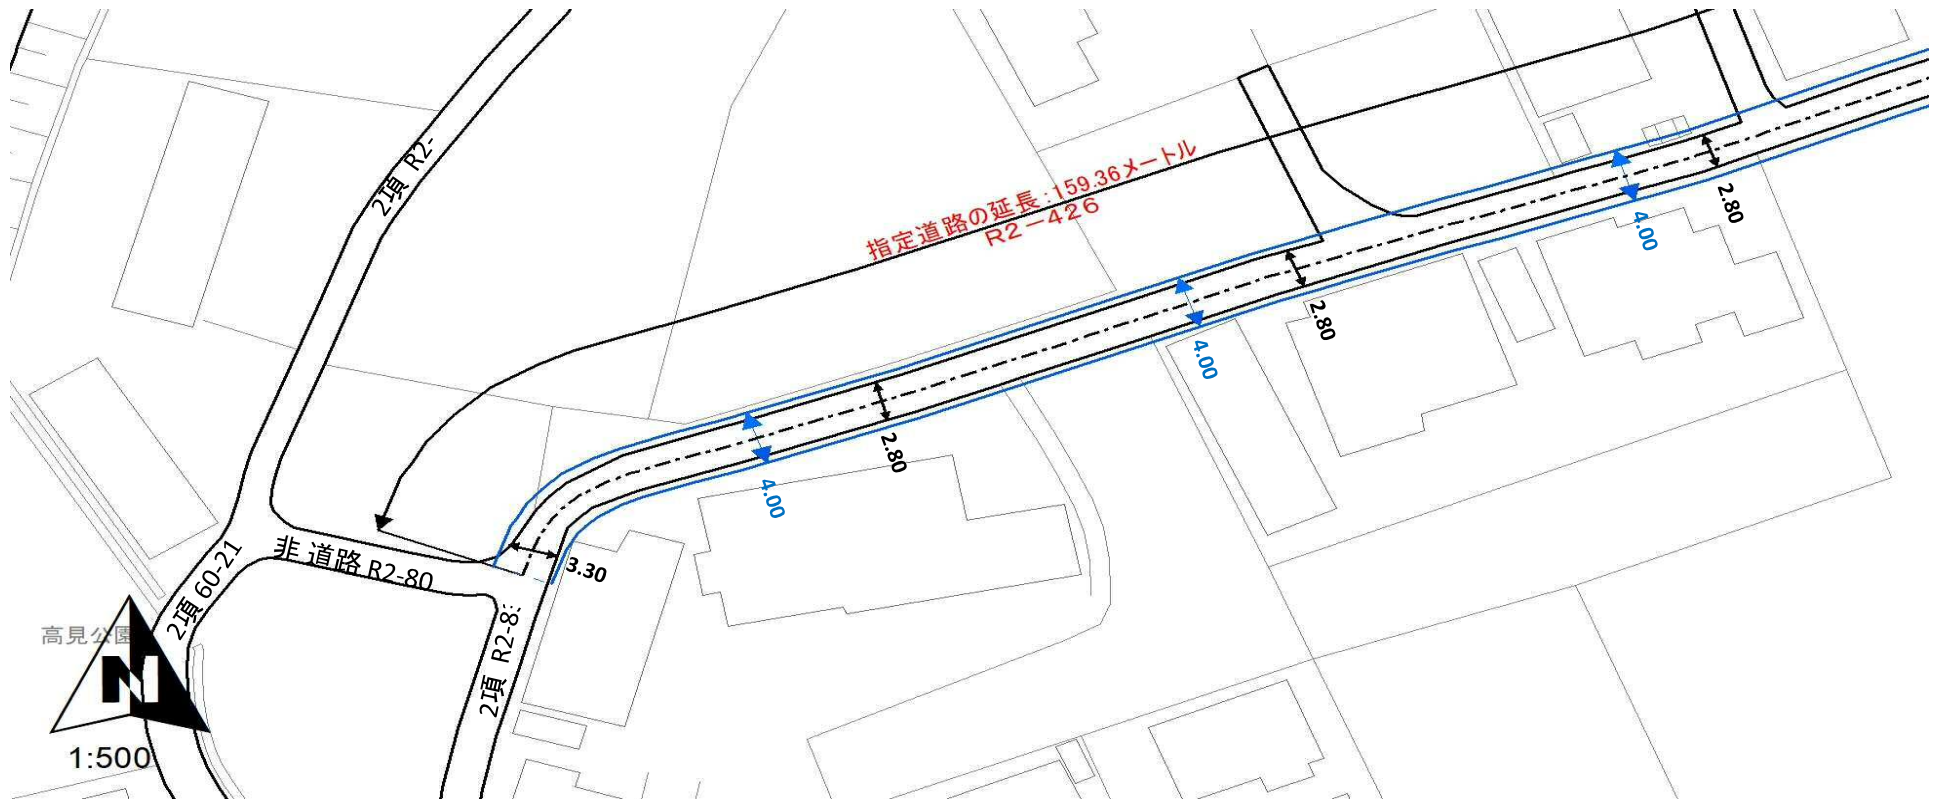 2項 R2-
指定道路の延長:159.36メートル
R2-426
2.80
4.00
2.80
4.00
2.80
4.00
3.30
非 道路 R2-80
2項 60-21
2項 R2-8
高見公園
N
1:500